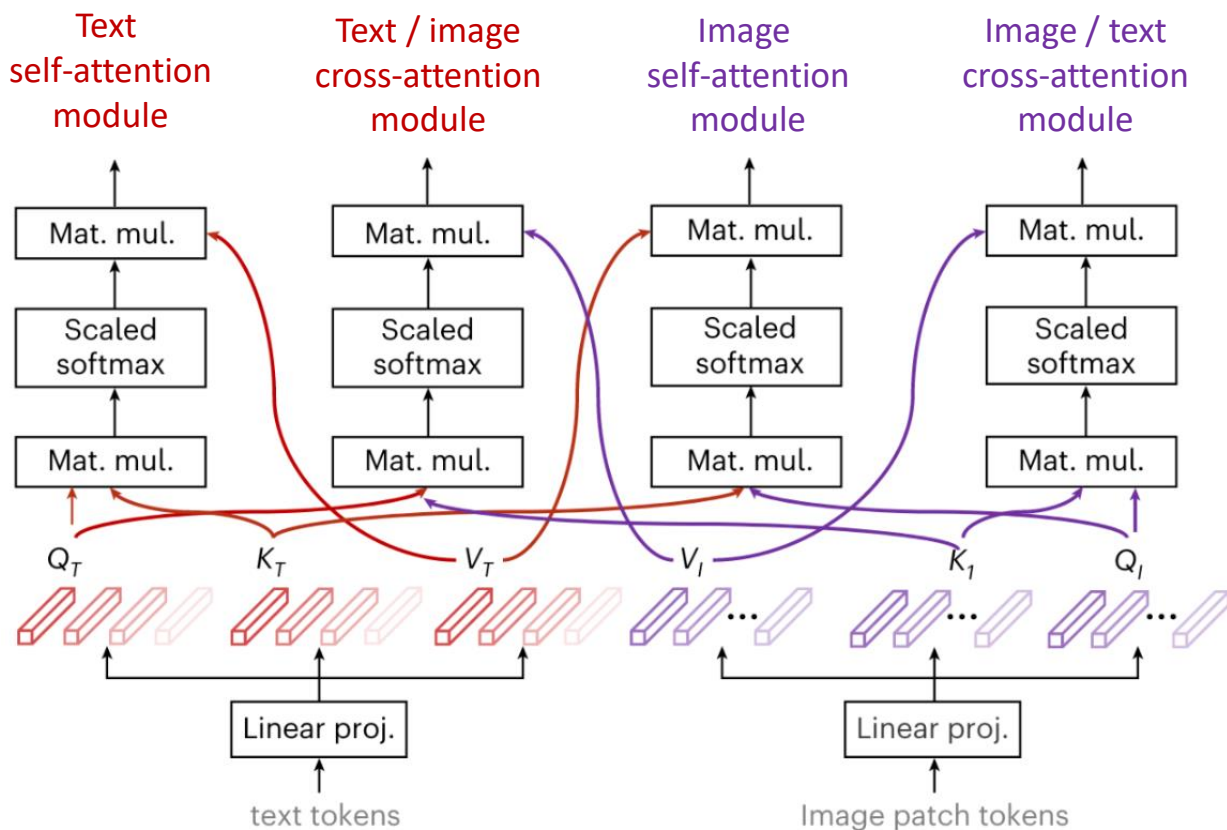 Text
self-attention
module
Text / image
cross-attention
module
Image
self-attention
module
Image / text
cross-attention
module
Mat. mul.
Mat. mul.
Mat. mul.
Mat. mul.
Scaled
softmax
Scaled
softmax
Scaled
softmax
Scaled
softmax
Mat. mul.
Mat. mul.
Mat. mul.
Mat. mul.
Q_T
K_T
V_T
V_I
K_1
Q_I
...
...
...
Linear proj.
Linear proj.
text tokens
Image patch tokens